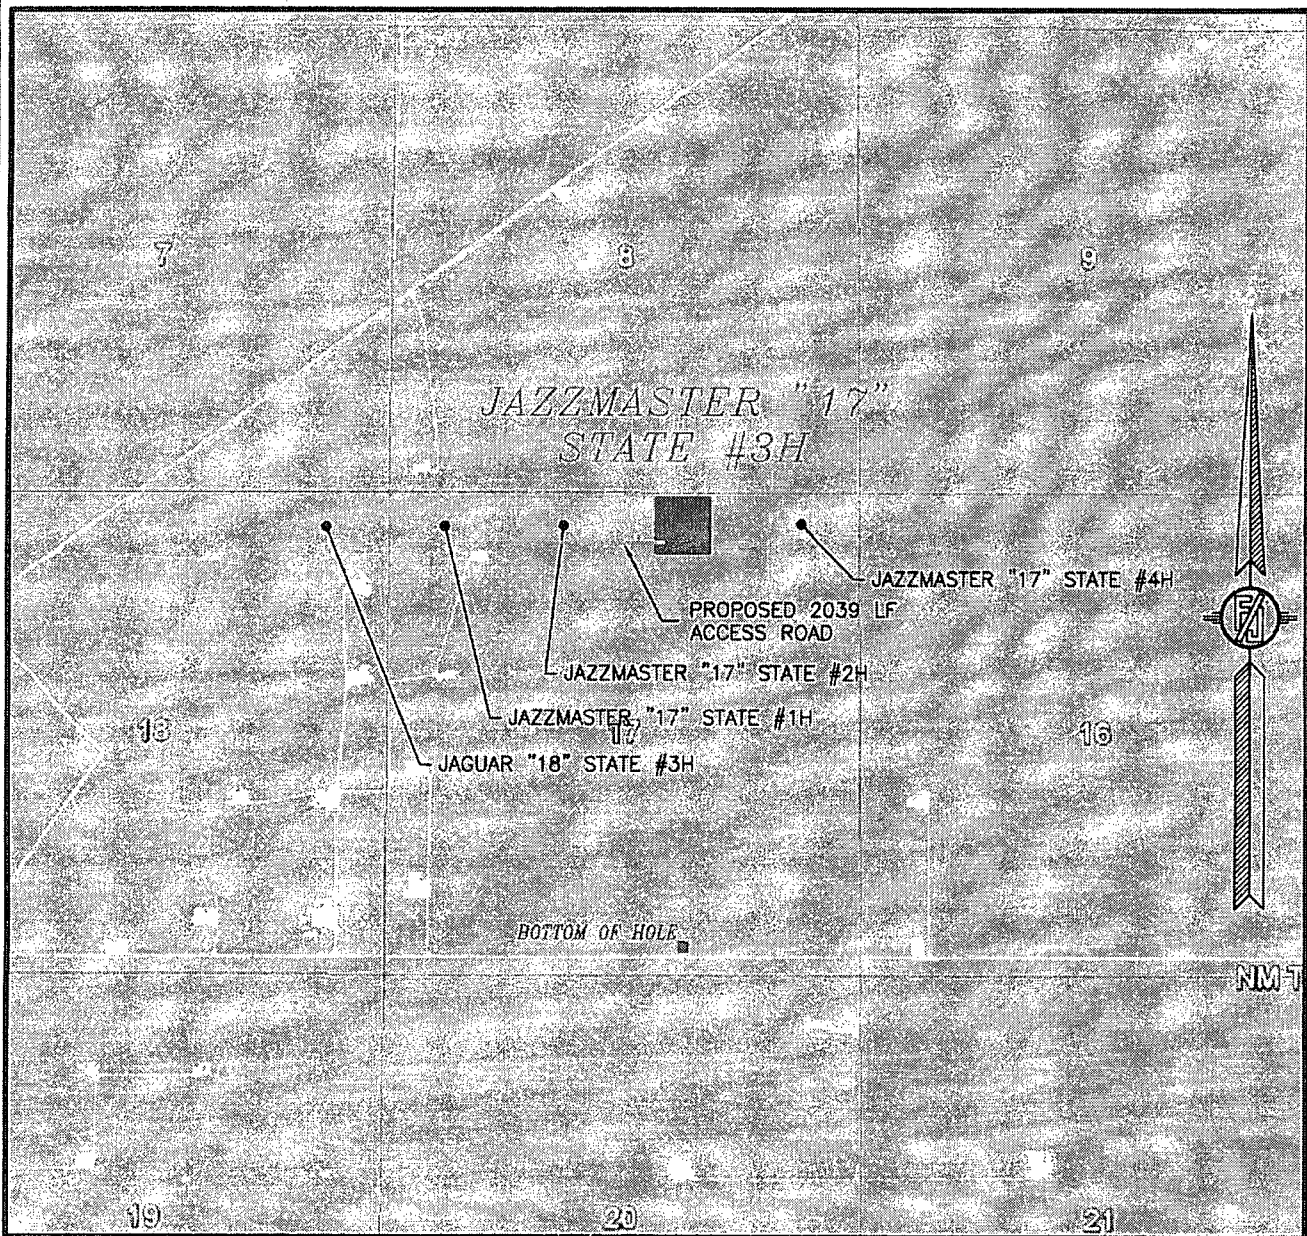 7
8
9
JAZZMASTER "17"
STATE #3H
JAZZMASTER "17" STATE #4H
PROPOSED 2039 LF
ACCESS ROAD
JAZZMASTER "17" STATE #2H
JAZZMASTER "17" STATE #1H
18
17
16
JAGUAR "18" STATE #3H
BOTTOM OF HOLE
NM T
19
20
21